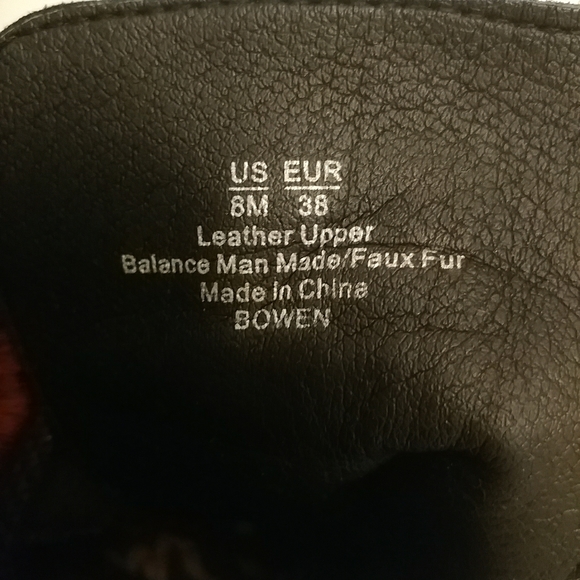 US EUR
8M 38
Leather Upper
Balance Man Made/Faux Fur
Made In China
BOWEN